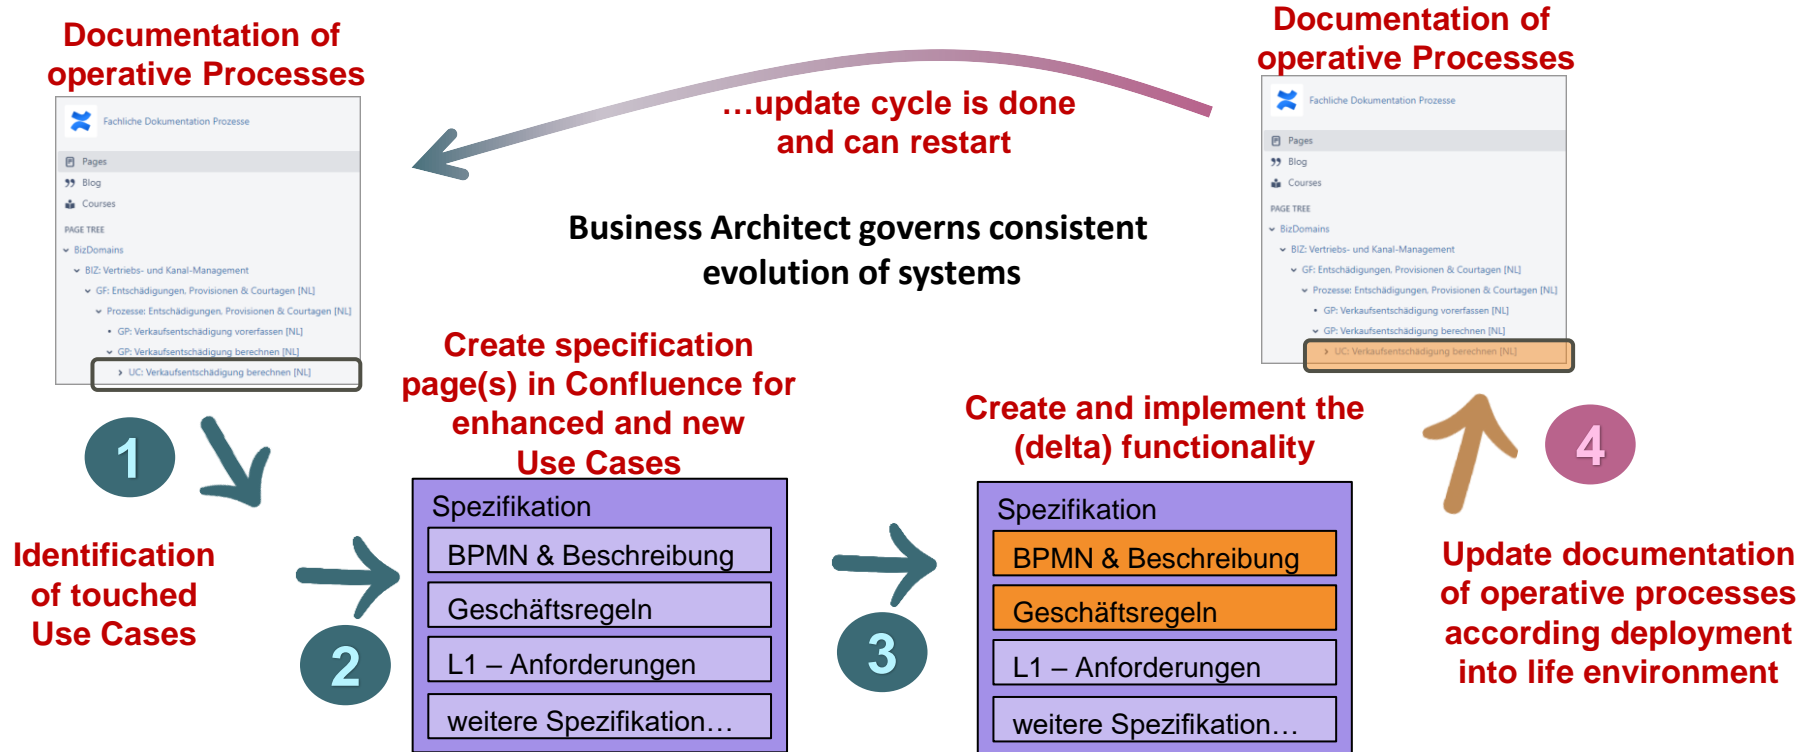 Documentation of
operative Processes
Fachliche Dokumentation Prozesse
Pages
Blog
Courses
PAGE TREE
BizDomains
BIZ: Vertriebs- und Kanal-Management
GF: Entschädigungen, Provisionen & Courtagen [NL]
Prozesse: Entschädigungen, Provisionen & Courtagen [NL]
GP: Verkaufsentschädigung vorerfassen [NL]
GP: Verkaufsentschädigung berechnen [NL]
UC: Verkaufsentschädigung berechnen [NL]
…update cycle is done
and can restart
Business Architect governs consistent
evolution of systems
Documentation of
operative Processes
Fachliche Dokumentation Prozesse
Pages
Blog
Courses
PAGE TREE
BizDomains
BIZ: Vertriebs- und Kanal-Management
GF: Entschädigungen, Provisionen & Courtagen [NL]
Prozesse: Entschädigungen, Provisionen & Courtagen [NL]
GP: Verkaufsentschädigung vorerfassen [NL]
GP: Verkaufsentschädigung berechnen [NL]
UC: Verkaufsentschädigung berechnen [NL]
1
Identification
of touched
Use Cases
2
Create specification
page(s) in Confluence for
enhanced and new
Use Cases
Spezifikation
BPMN & Beschreibung
Geschäftsregeln
L1 – Anforderungen
weitere Spezifikation…
3
Create and implement the
(delta) functionality
Spezifikation
BPMN & Beschreibung
Geschäftsregeln
L1 – Anforderungen
weitere Spezifikation…
4
Update documentation
of operative processes
according deployment
into life environment